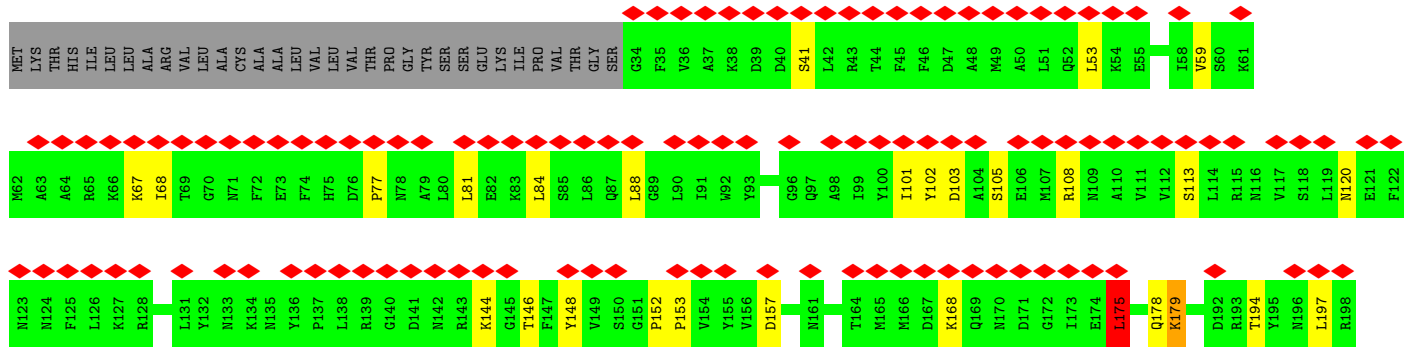 MET LYS THR HIS ILE LEU LEU ALA ARG VAL LEU ALA CYS ALA ALA LEU VAL LEU VAL THR PRO GLY TYR SER SER GLU LYS ILE PRO VAL THR GLY SER G34 F35 V36 A37 K38 D39 D40 S41 L42 R43 T44 F45 F46 D47 A48 M49 A50 L51 Q52 L53 K54 E55 I58 V59 S60 K61
M62 A63 A64 R65 K66 K67 I68 T69 G70 N71 F72 E73 F74 H75 D76 P77 N78 A79 L80 L81 E82 K83 L84 S85 L86 Q87 L88 G89 L90 I91 W92 Y93 G96 Q97 A98 I99 Y100 I101 Y102 D103 A104 S105 E106 M107 R108 N109 A110 V111 V112 S113 L114 R115 N116 V117 S118 L119 N120 E121 F122
N123 N124 F125 L126 K127 R128 L131 Y132 N133 K134 N135 Y136 P137 L138 R139 G140 D141 N142 R143 K144 G145 T146 F147 Y148 V149 S150 G151 P152 P153 V154 Y155 V156 D157 N161 T164 M165 M166 D167 K168 Q169 N170 D171 G172 I173 E174 L175 Q178 K179 D192 R193 T194 Y195 N196 L197 R198